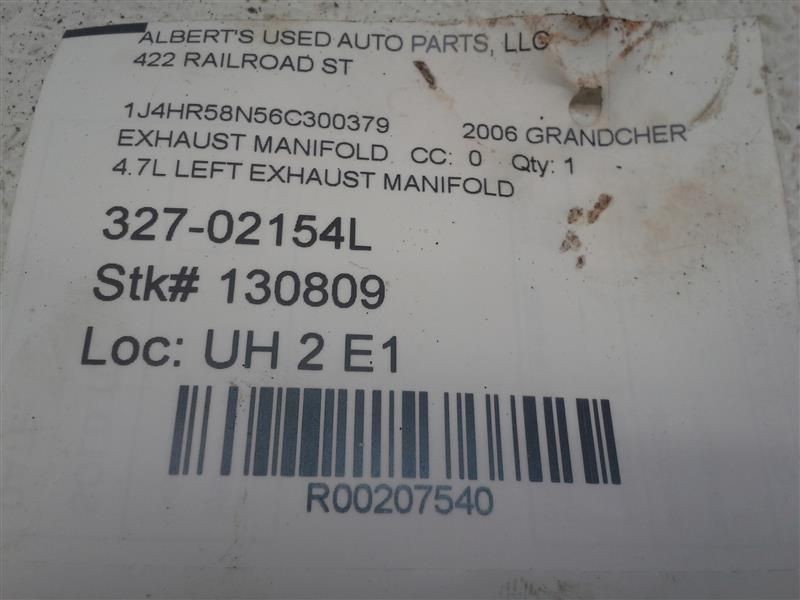 ALBERT'S USED AUTO PARTS, LLC
422 RAILROAD ST
1J4HR58N56C300379 2006 GRANDCHER
EXHAUST MANIFOLD CC: 0 Qty: 1
4.7L LEFT EXHAUST MANIFOLD
327-02154L
Stk# 130809
Loc: UH 2 E1
R00207540